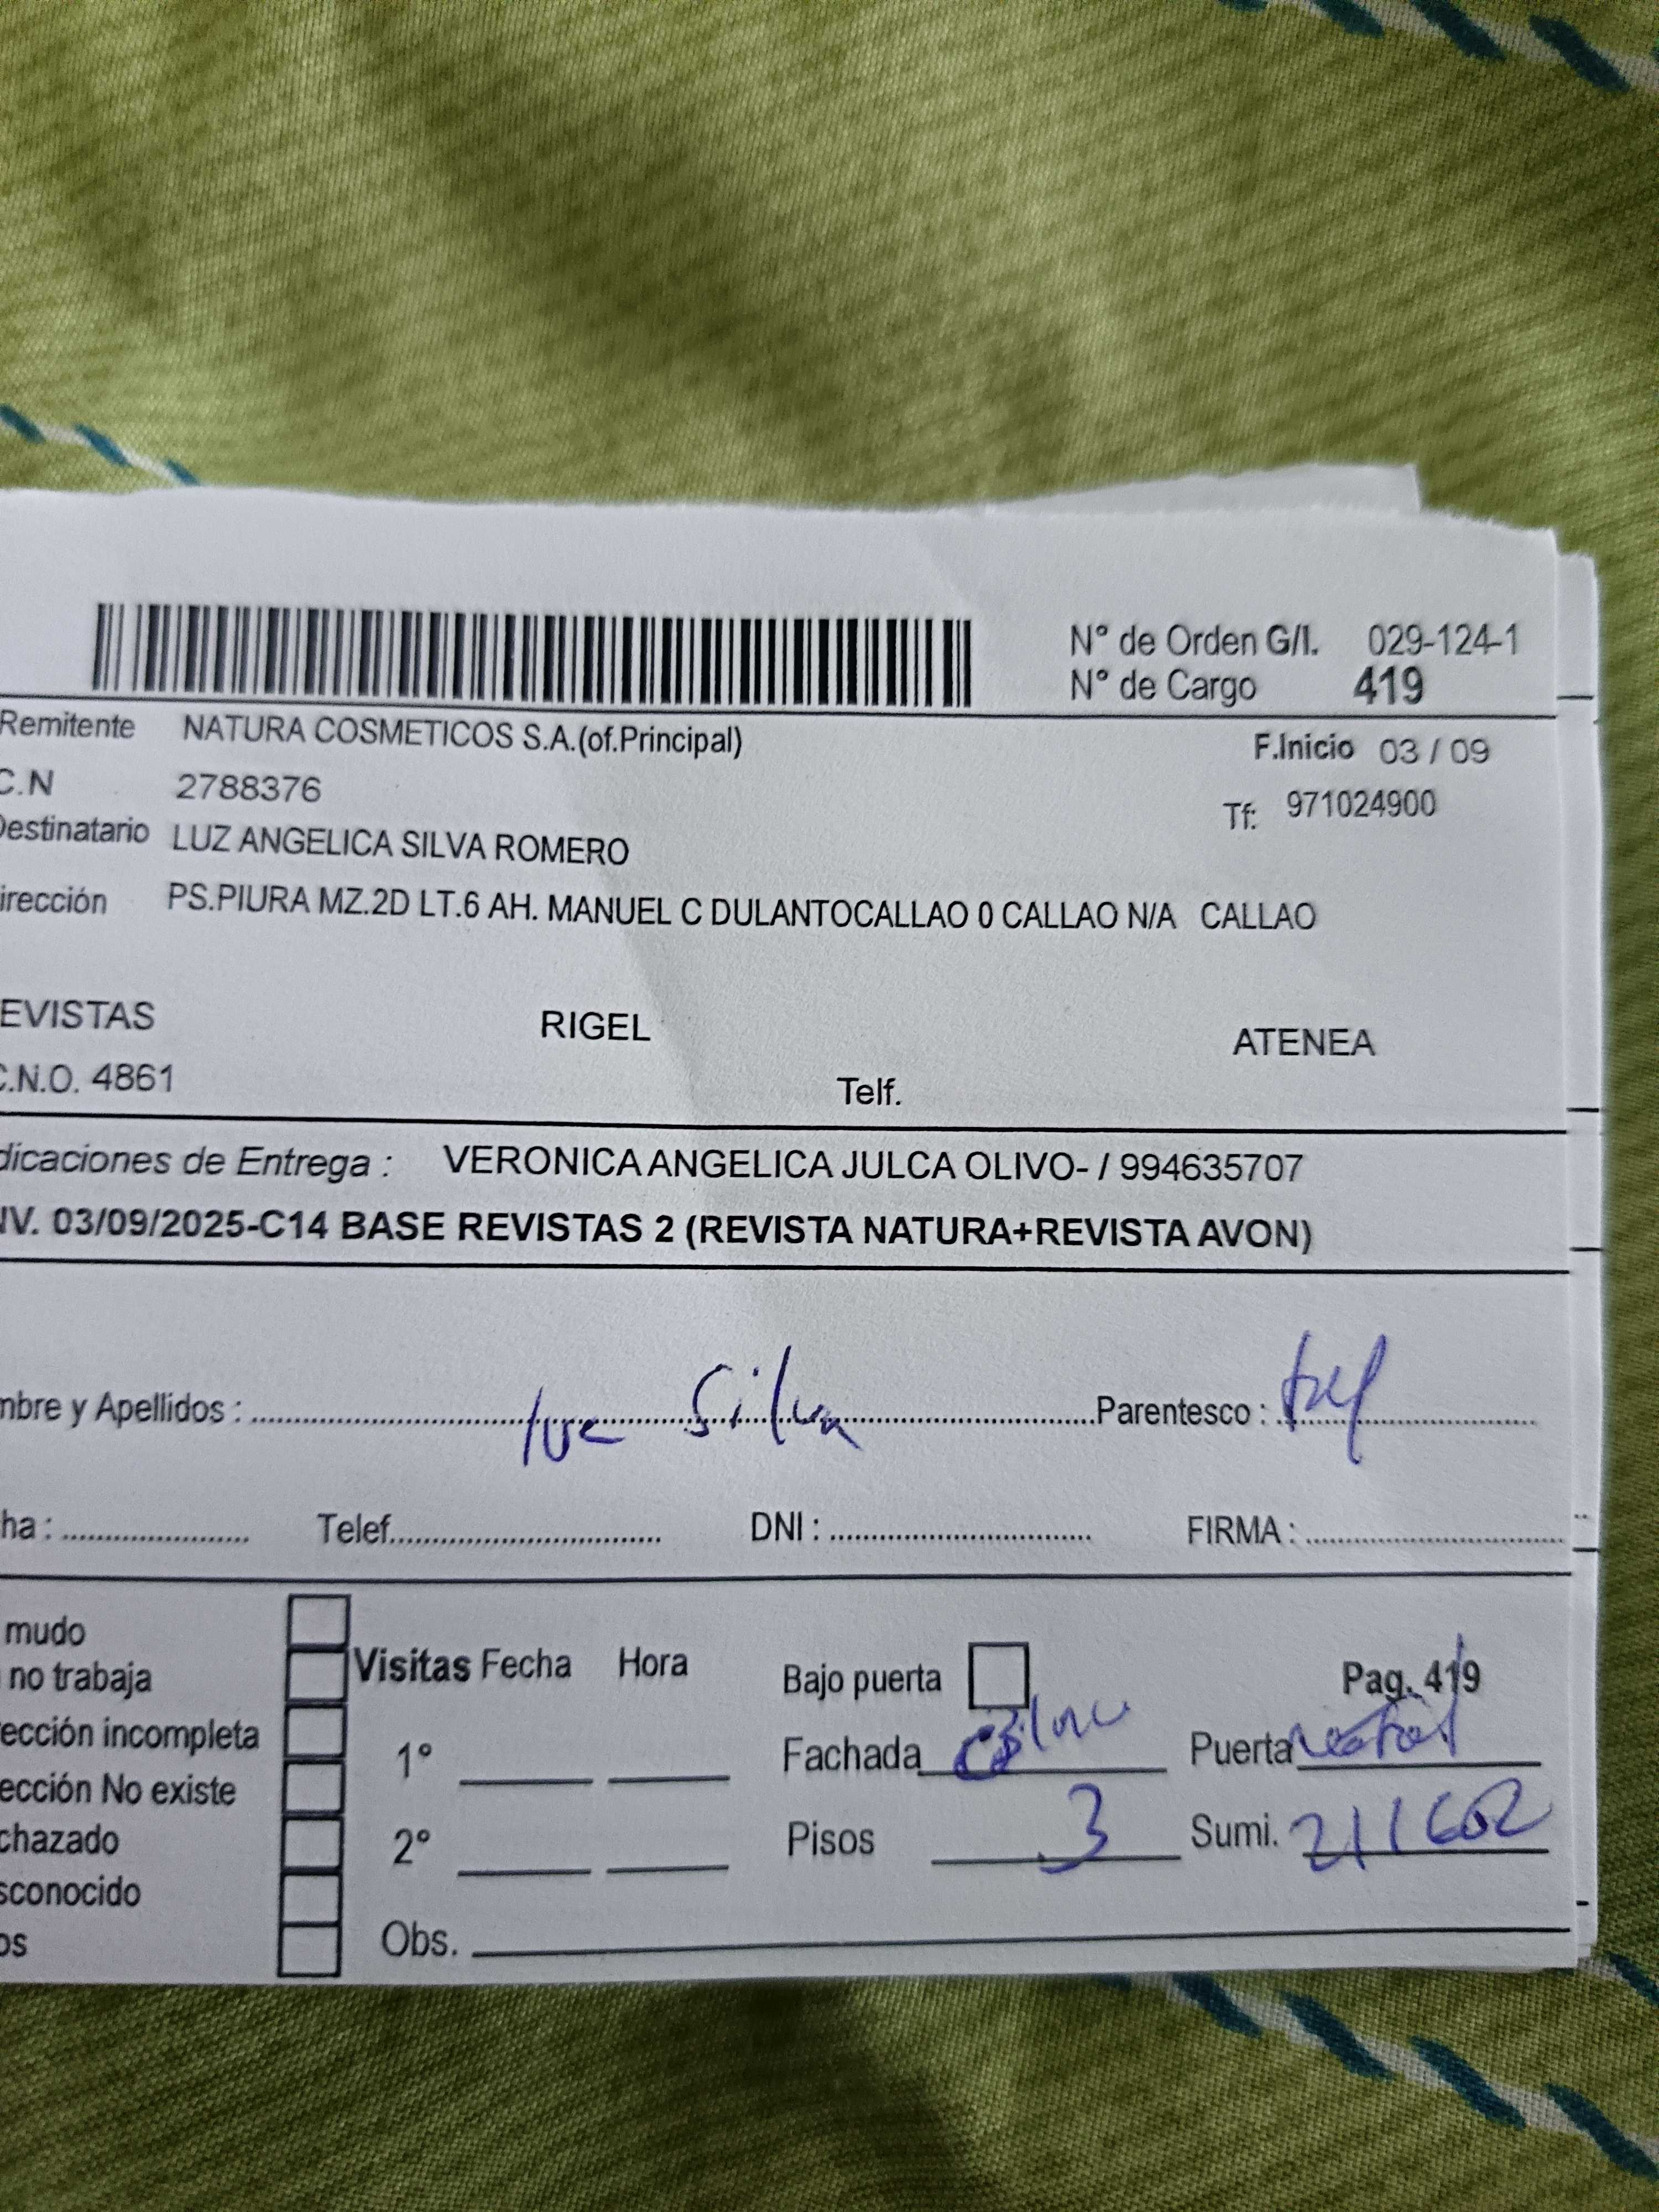 N° de Orden G/I. 029-124-1
N° de Cargo 419
Remitente NATURA COSMETICOS S.A.(of.Principal)
F.Inicio 03 / 09
C.N 2788376
Tf: 971024900
Destinatario LUZ ANGELICA SILVA ROMERO
irección PS.PIURA MZ.2D LT.6 AH. MANUEL C DULANTOCALLAO 0 CALLAO N/A CALLAO
EVISTAS RIGEL ATENEA
C.N.O. 4861 Telf.
dicaciones de Entrega : VERONICA ANGELICA JULCA OLIVO- / 994635707
NV. 03/09/2025-C14 BASE REVISTAS 2 (REVISTA NATURA+REVISTA AVON)
mbre y Apellidos : Silva Parentesco :
ha : Telef. DNI : FIRMA :
mudo
no trabaja
ección incompleta
ección No existe
chazado
sconocido
os
Visitas Fecha Hora
1°
2°
Bajo puerta Pag. 419
Fachada Puerta
Pisos 3 Sumi. 211602
Obs.